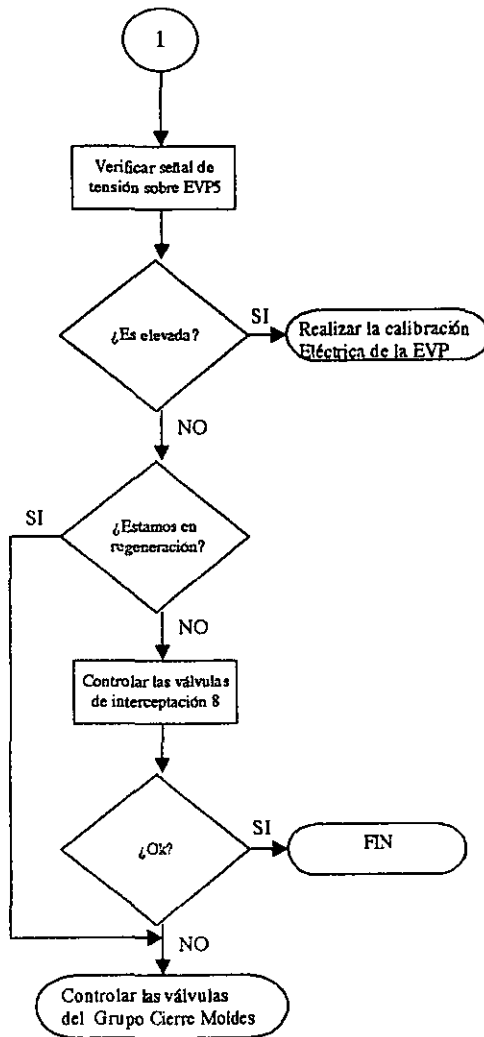 1
Verificar señal de
tensión sobre EVP5
¿Es elevada?
SI
Realizar la calibración
Eléctrica de la EVP
NO
SI
¿Estamos en
regeneración?
NO
Controlar las válvulas
de interceptación 8
¿Ok?
SI
FIN
NO
Controlar las válvulas
del Grupo Cierre Moldes